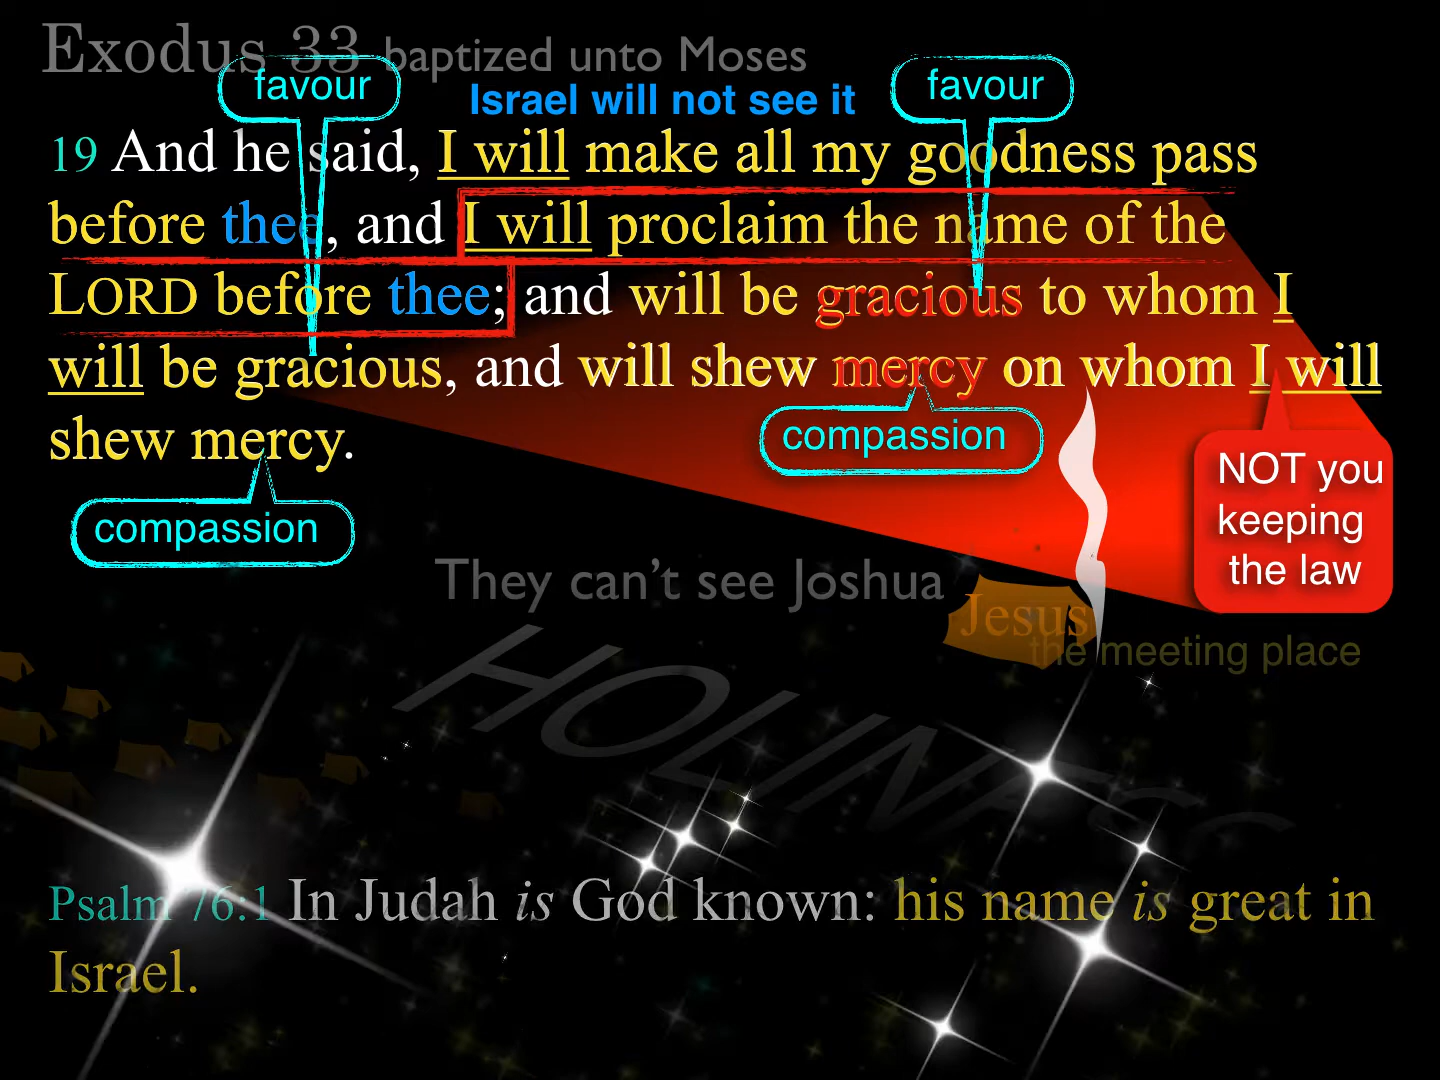 Exodus 33 baptized unto Moses
favour
favour
Israel will not see it
19 And he said, I will make all my goodness pass
before thee, and I will proclaim the name of the
LORD before thee; and will be gracious to whom I
will be gracious, and will shew mercy on whom I will
shew mercy.
compassion
compassion
NOT you
keeping
the law
They can’t see Joshua
Jesus
the meeting place
HOLINESS
Psalm 76:1 In Judah is God known: his name is great in
Israel.